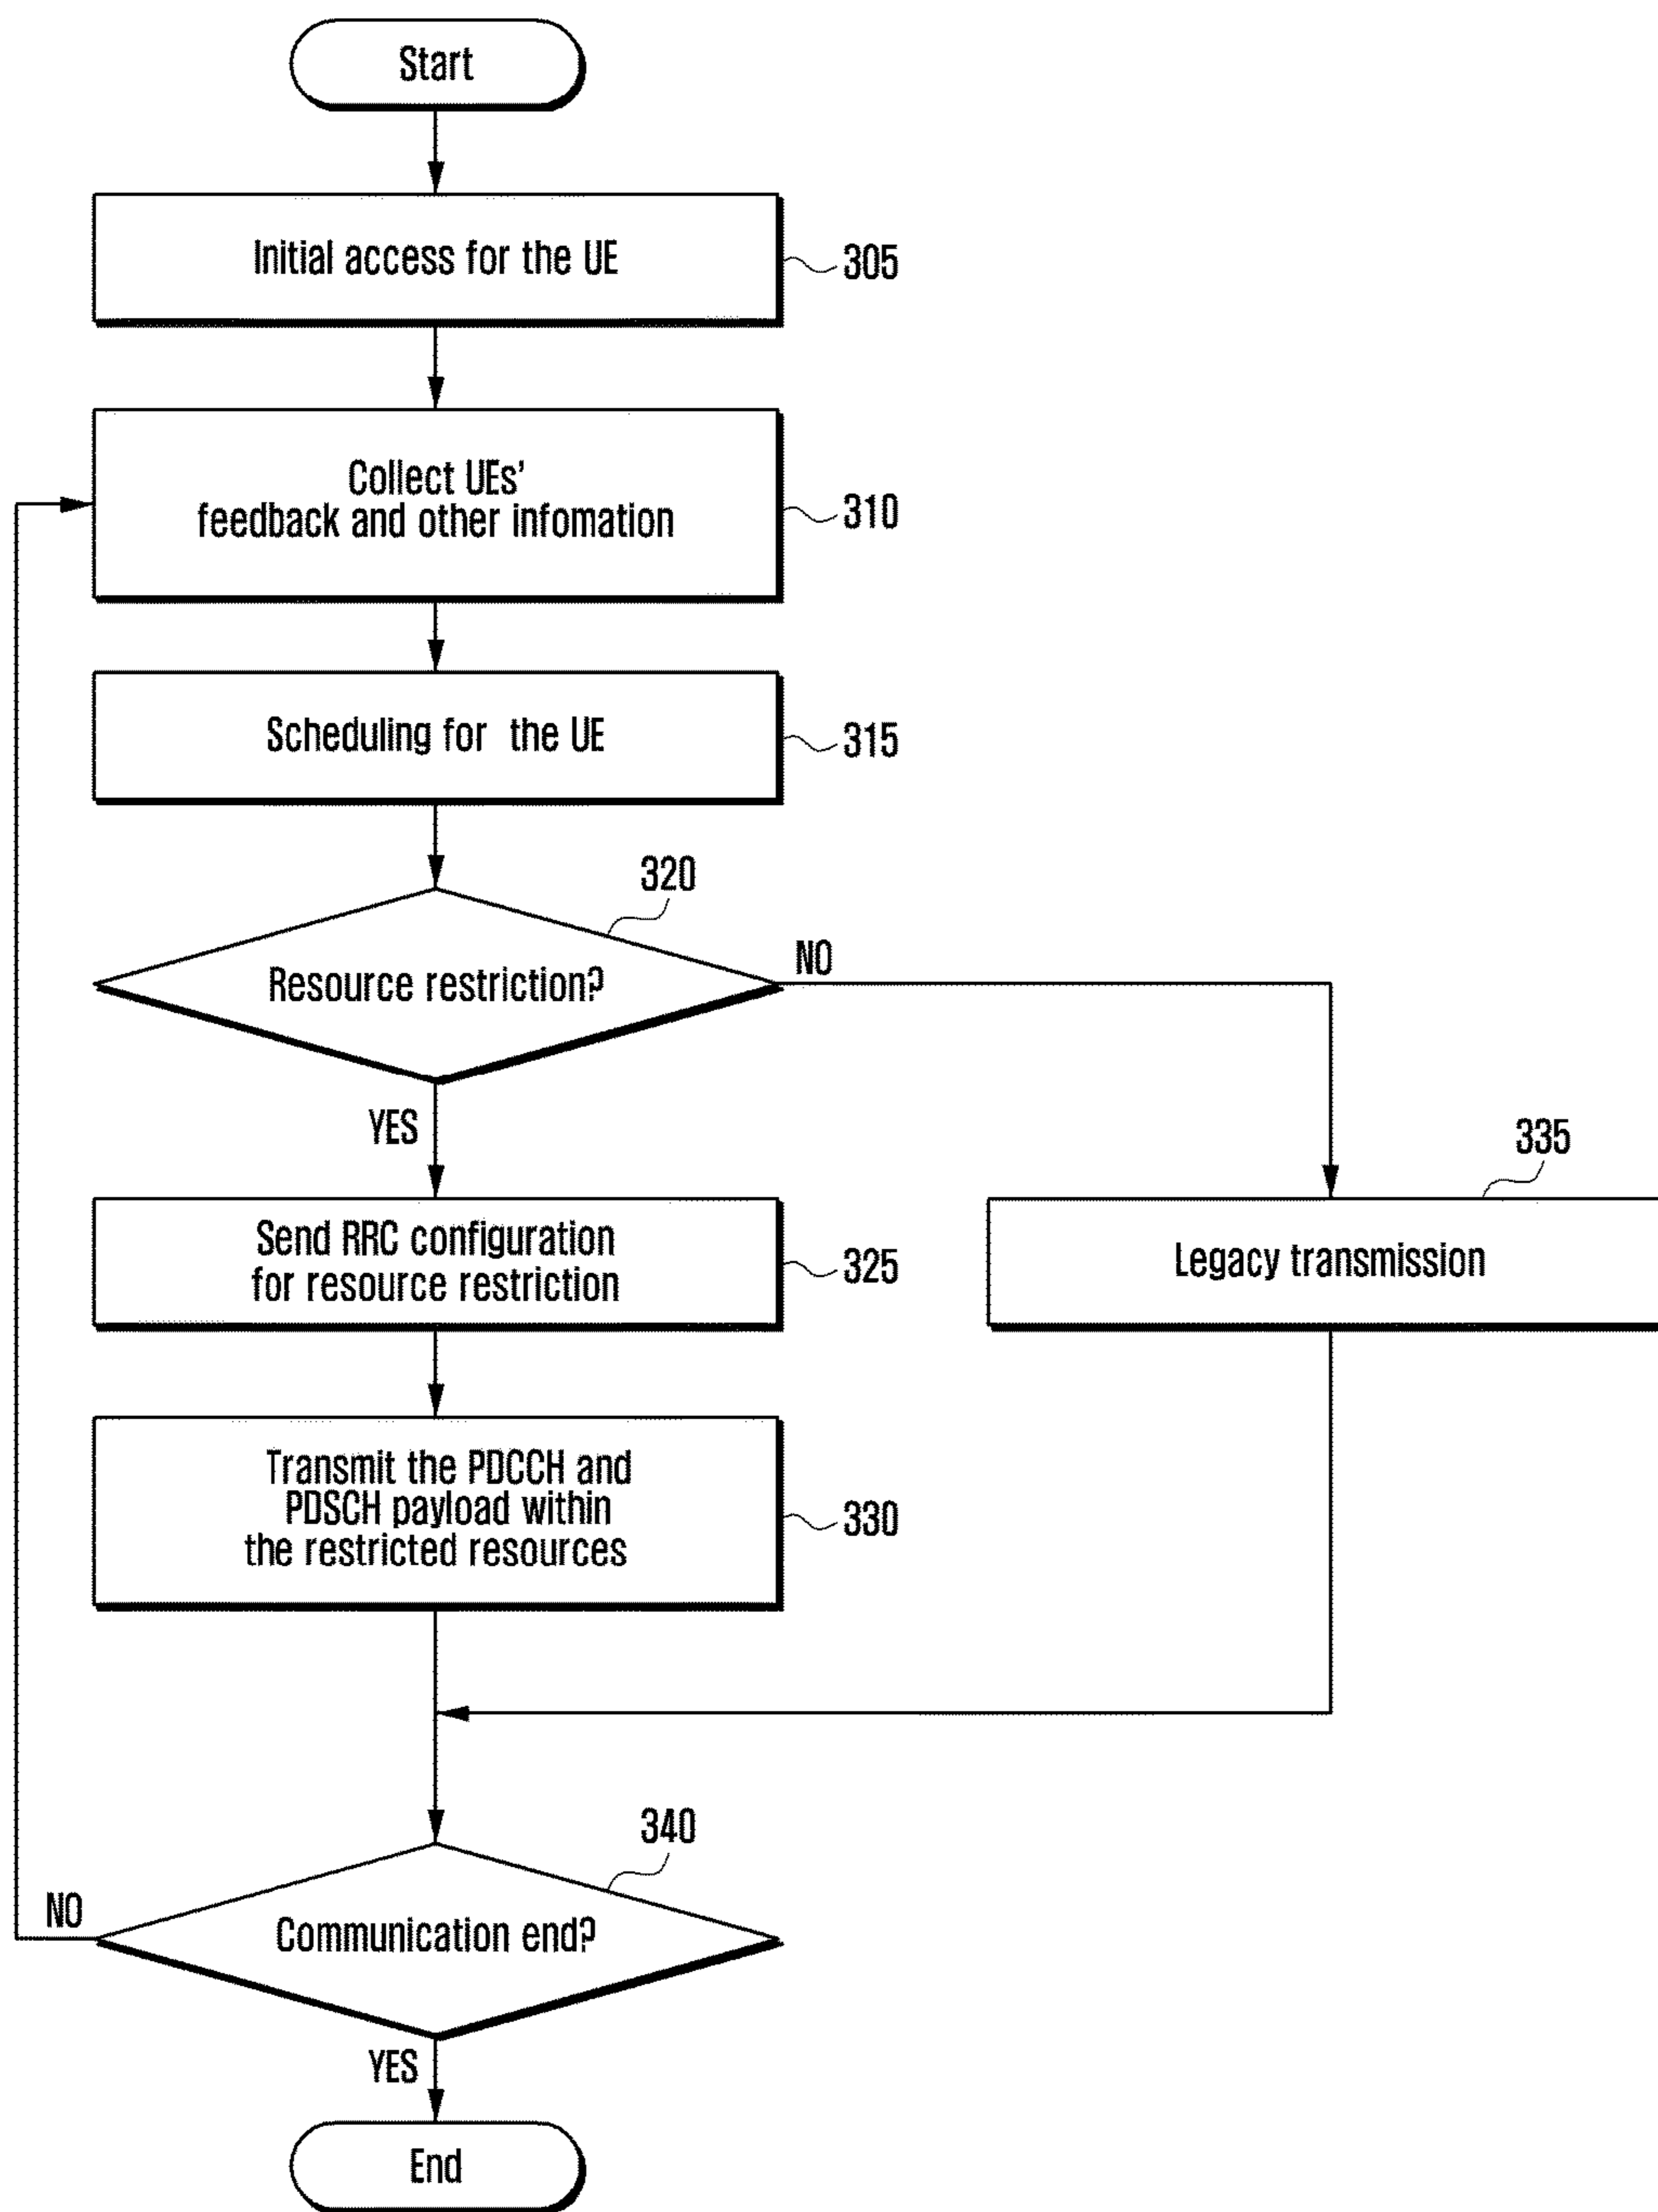 Start
Initial access for the UE
305
Collect UEs'
feedback and other infomation
310
Scheduling for the UE
315
320
Resource restriction?
NO
YES
335
Send RRC configuration
for resource restriction
325
Legacy transmission
Transmit the PDCCH and
PDSCH payload within
the restricted resources
330
340
NO
Communication end?
YES
End